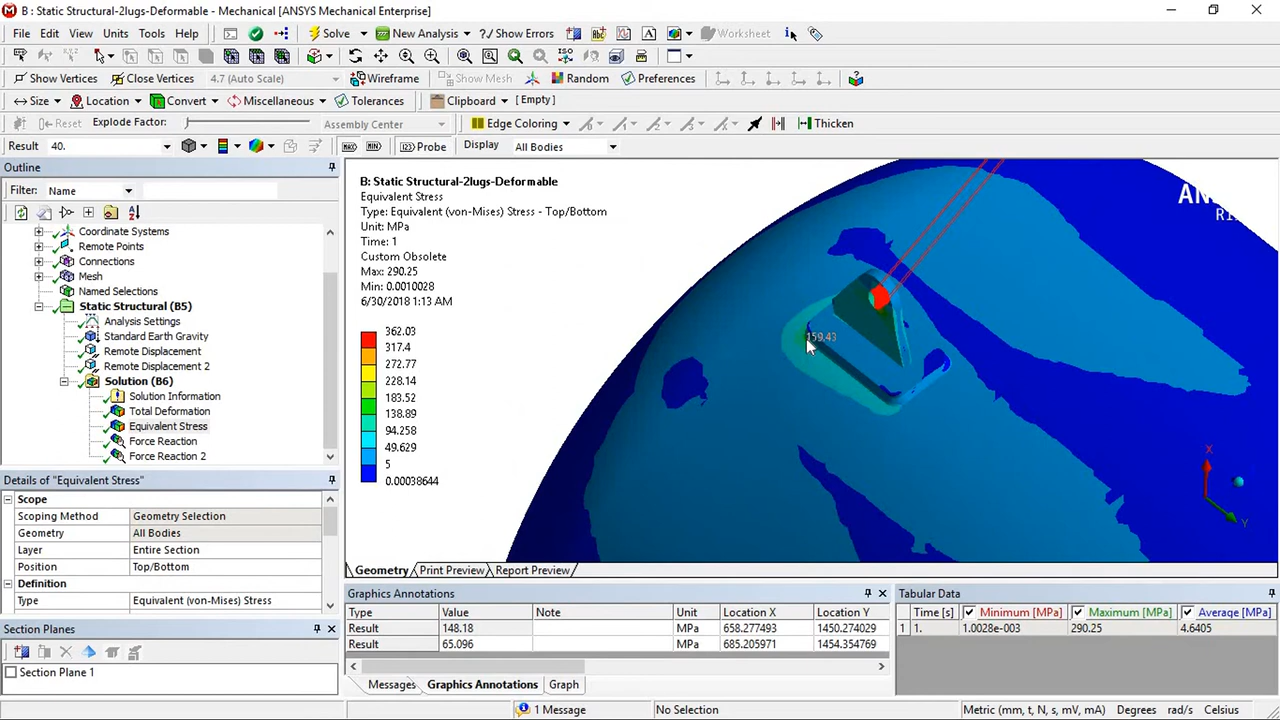 B : Static Structural-2lugs-Deformable - Mechanical [ANSYS Mechanical Enterprise]
File Edit View Units Tools Help Solve New Analysis ?/ Show Errors Worksheet
Show Vertices Close Vertices 4.7 (Auto Scale) Wireframe Show Mesh Random Preferences
Size Location Convert Miscellaneous Tolerances Clipboard [ Empty ]
Reset Explode Factor: Assembly Center Edge Coloring Thicken
Result 40. MAX MIN Probe Display All Bodies
Outline
Filter: Name
Coordinate Systems
Remote Points
Connections
Mesh
Named Selections
Static Structural (B5)
Analysis Settings
Standard Earth Gravity
Remote Displacement
Remote Displacement 2
Solution (B6)
Solution Information
Total Deformation
Equivalent Stress
Force Reaction
Force Reaction 2
Details of "Equivalent Stress"
Scope
Scoping Method Geometry Selection
Geometry All Bodies
Layer Entire Section
Position Top/Bottom
Definition
Type Equivalent (von-Mises) Stress
Section Planes
Section Plane 1
B: Static Structural-2lugs-Deformable
Equivalent Stress
Type: Equivalent (von-Mises) Stress - Top/Bottom
Unit: MPa
Time: 1
Custom Obsolete
Max: 290.25
Min: 0.0010028
6/30/2018 1:13 AM
362.03
317.4
272.77
228.14
183.52
138.89
94.258
49.629
5
0.00038644
159.43
X
Y
Geometry Print Preview Report Preview
Graphics Annotations
Type Value Note Unit Location X Location Y
Result 148.18 MPa 658.277493 1450.274029
Result 65.096 MPa 685.205971 1454.354769
Messages Graphics Annotations Graph
Tabular Data
Time [s] Minimum [MPa] Maximum [MPa] Average [MPa]
1 1. 1.0028e-003 290.25 4.6405
1 Message No Selection Metric (mm, t, N, s, mV, mA) Degrees rad/s Celsius